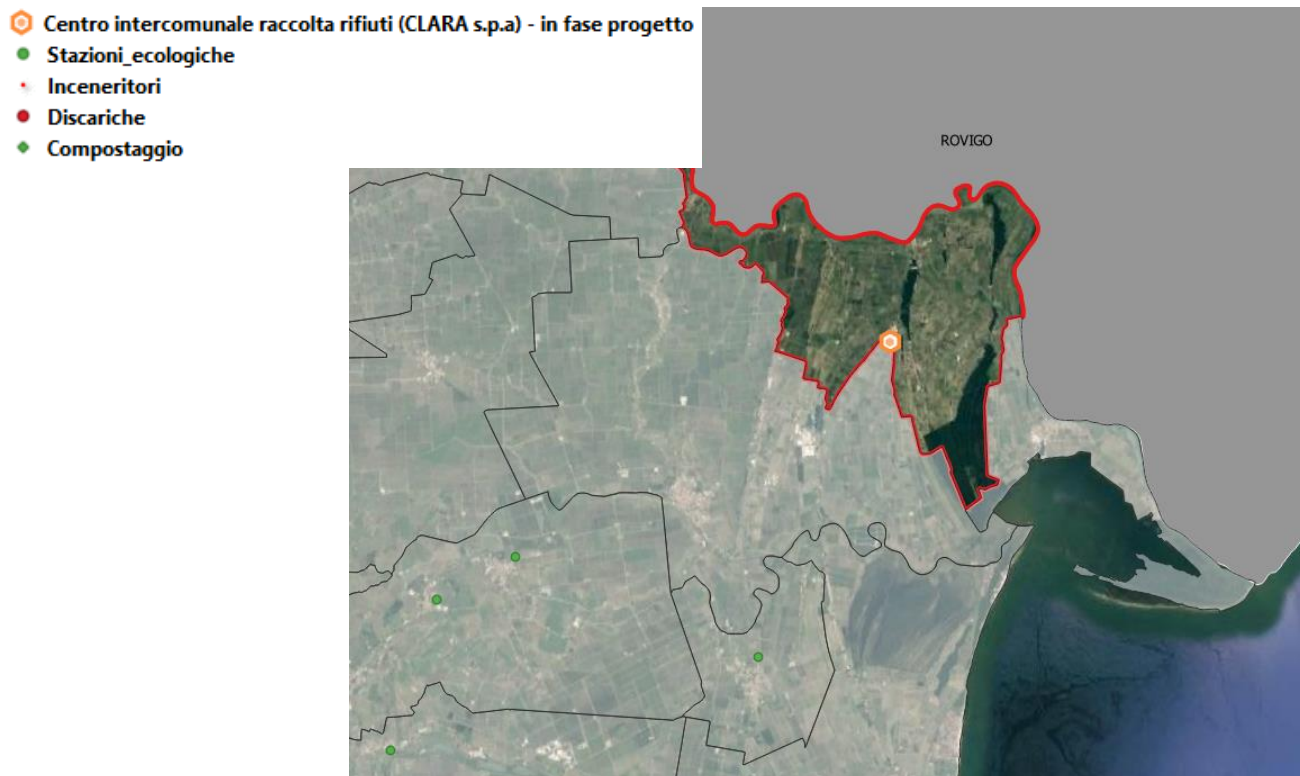 Centro intercomunale raccolta rifiuti (CLARA s.p.a) - in fase progetto
Stazioni_ecologiche
Inceneritori
Discariche
Compostaggio
ROVIGO